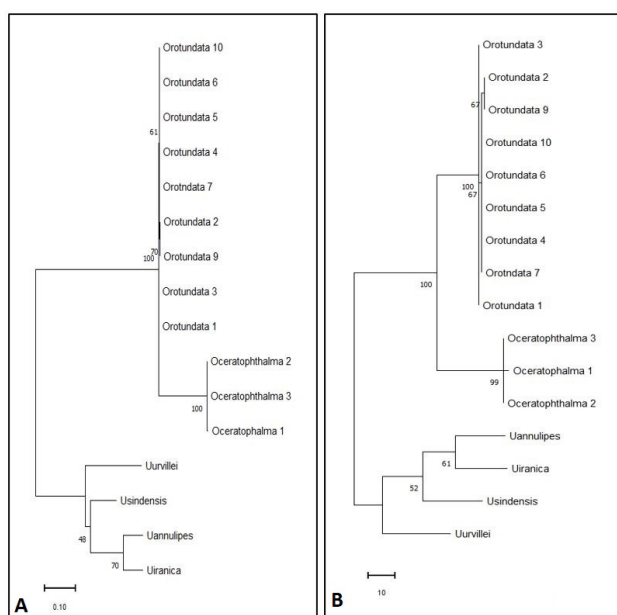 Orotundata 10
Orotundata 6
Orotundata 5
61
Orotundata 4
Orotndata 7
Orotundata 2
70
Orotundata 9
100
Orotundata 3
Orotundata 1
Oceratophthalma 2
Oceratophthalma 3
100
Oceratophalma 1
Uurvillei
Usindensis
48
Uannulipes
70
Uiranica
0.10
A
Orotundata 3
Orotundata 2
67
Orotundata 9
Orotundata 10
Orotundata 6
100
67
Orotundata 5
Orotundata 4
Orotndata 7
100
Orotundata 1
Oceratophthalma 3
Oceratophalma 1
99
Oceratophthalma 2
Uannulipes
61
Uiranica
52
Usindensis
Uurvillei
10
B